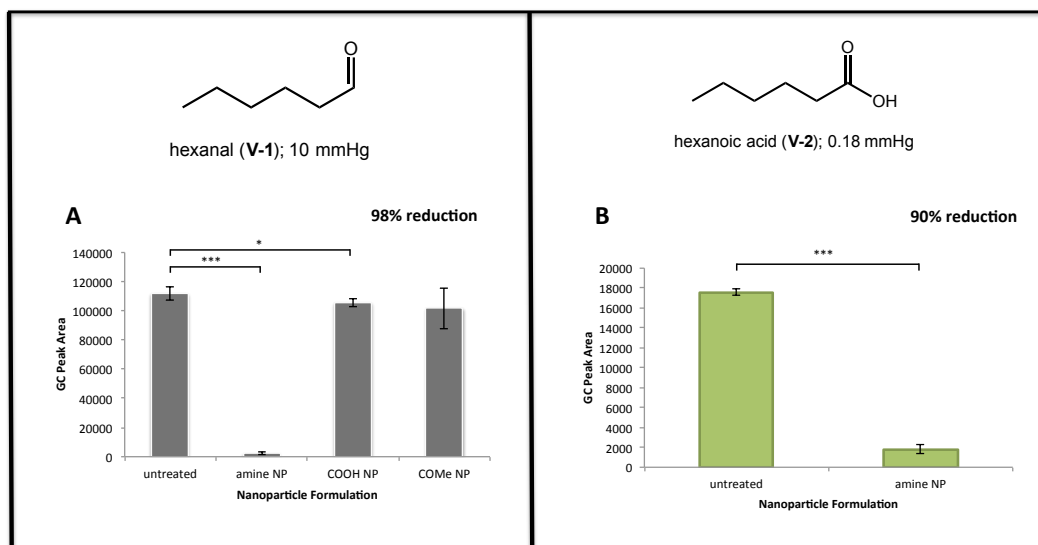 O
hexanal (V-1); 10 mmHg
A
98% reduction
*
***
GC Peak Area
140000
120000
100000
80000
60000
40000
20000
0
untreated amine NP COOH NP COMe NP
Nanoparticle Formulation
O
OH
hexanoic acid (V-2); 0.18 mmHg
B
90% reduction
***
GC Peak Area
20000
18000
16000
14000
12000
10000
8000
6000
4000
2000
0
untreated amine NP
Nanoparticle Formulation